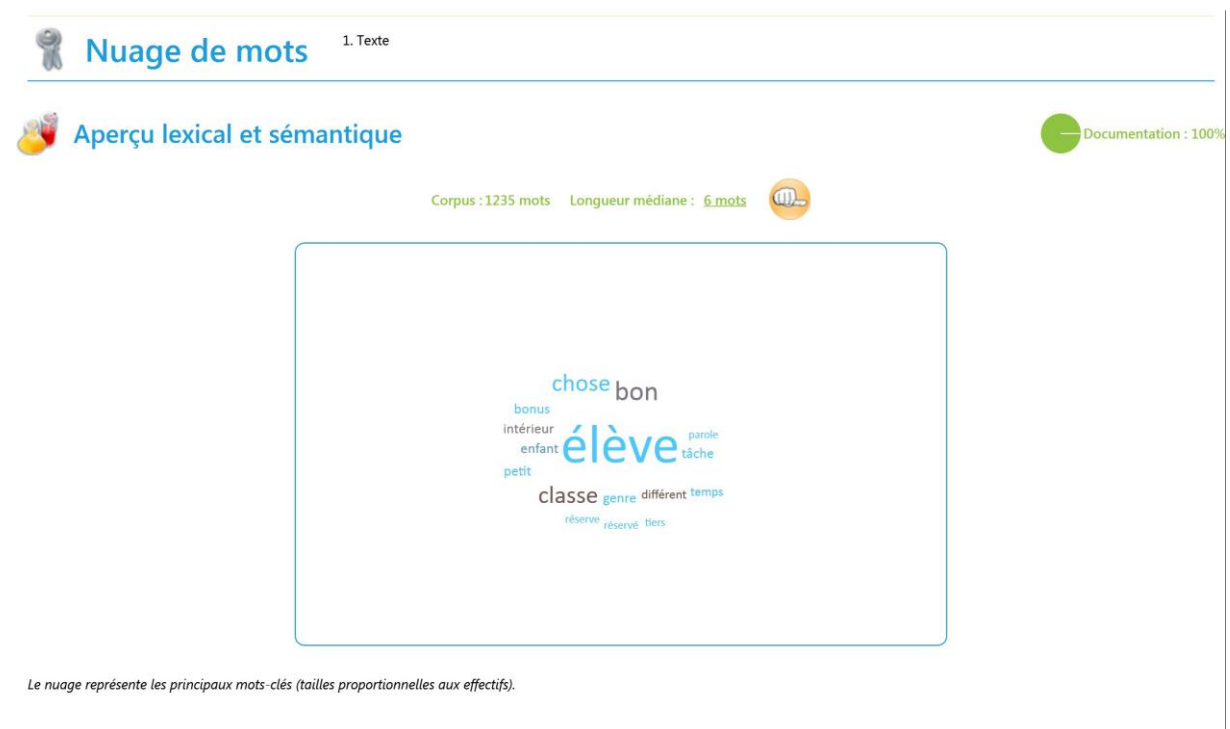 Nuage de mots
1. Texte
Aperçu lexical et sémantique
Documentation : 100%
Corpus : 1235 mots Longueur médiane : 6 mots
chose bon
bonus
intérieur
parole
enfant élève tâche
petit
classe genre différent temps
réserve réservé tiers
Le nuage représente les principaux mots-clés (tailles proportionnelles aux effectifs).